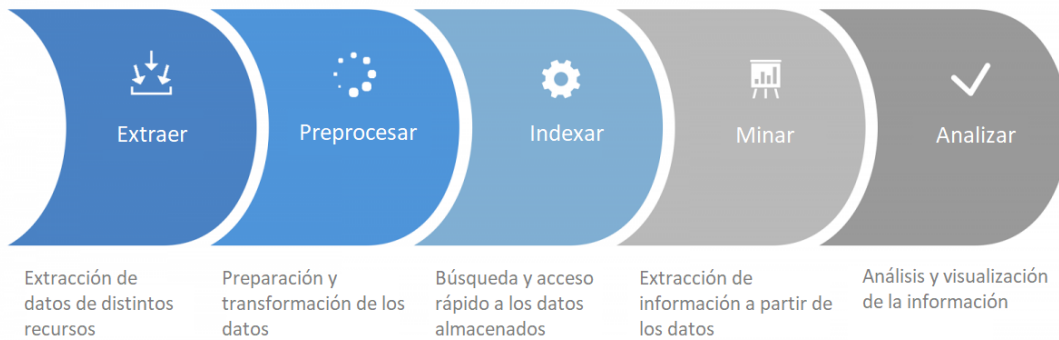 Extraer
Preprocesar
Indexar
Minar
Analizar
Extracción de
datos de distintos
recursos
Preparación y
transformación de los
datos
Búsqueda y acceso
rápido a los datos
almacenados
Extracción de
información a partir de
los datos
Análisis y visualización
de la información